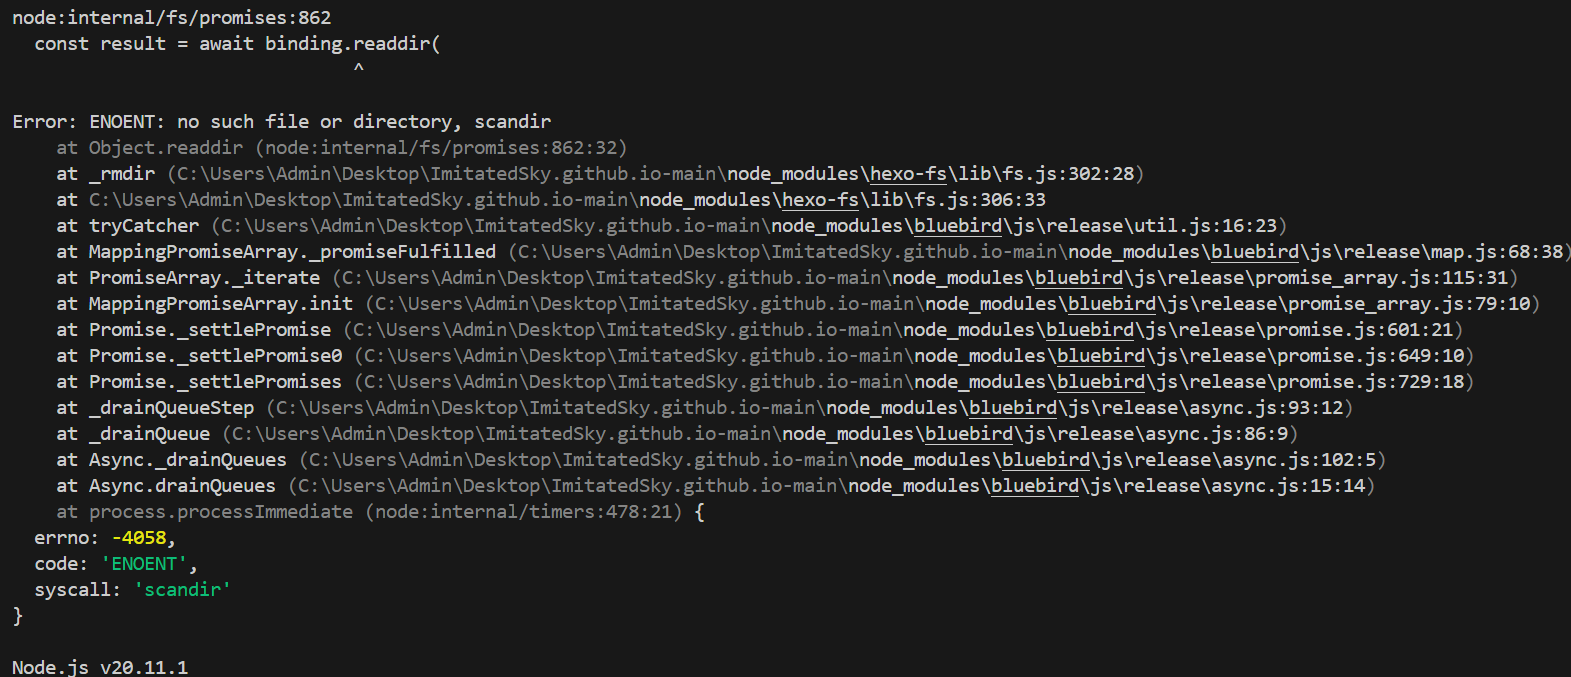 node:internal/fs/promises:862
  const result = await binding.readdir(
                               ^

Error: ENOENT: no such file or directory, scandir
    at Object.readdir (node:internal/fs/promises:862:32)
    at _rmdir (C:\Users\Admin\Desktop\ImitatedSky.github.io-main\node_modules\hexo-fs\lib\fs.js:302:28)
    at C:\Users\Admin\Desktop\ImitatedSky.github.io-main\node_modules\hexo-fs\lib\fs.js:306:33
    at tryCatcher (C:\Users\Admin\Desktop\ImitatedSky.github.io-main\node_modules\bluebird\js\release\util.js:16:23)
    at MappingPromiseArray._promiseFulfilled (C:\Users\Admin\Desktop\ImitatedSky.github.io-main\node_modules\bluebird\js\release\map.js:68:38)
    at PromiseArray._iterate (C:\Users\Admin\Desktop\ImitatedSky.github.io-main\node_modules\bluebird\js\release\promise_array.js:115:31)
    at MappingPromiseArray.init (C:\Users\Admin\Desktop\ImitatedSky.github.io-main\node_modules\bluebird\js\release\promise_array.js:79:10)
    at Promise._settlePromise (C:\Users\Admin\Desktop\ImitatedSky.github.io-main\node_modules\bluebird\js\release\promise.js:601:21)
    at Promise._settlePromise0 (C:\Users\Admin\Desktop\ImitatedSky.github.io-main\node_modules\bluebird\js\release\promise.js:649:10)
    at Promise._settlePromises (C:\Users\Admin\Desktop\ImitatedSky.github.io-main\node_modules\bluebird\js\release\promise.js:729:18)
    at _drainQueueStep (C:\Users\Admin\Desktop\ImitatedSky.github.io-main\node_modules\bluebird\js\release\async.js:93:12)
    at _drainQueue (C:\Users\Admin\Desktop\ImitatedSky.github.io-main\node_modules\bluebird\js\release\async.js:86:9)
    at Async._drainQueues (C:\Users\Admin\Desktop\ImitatedSky.github.io-main\node_modules\bluebird\js\release\async.js:102:5)
    at Async.drainQueues (C:\Users\Admin\Desktop\ImitatedSky.github.io-main\node_modules\bluebird\js\release\async.js:15:14)
    at process.processImmediate (node:internal/timers:478:21) {
  errno: -4058,
  code: 'ENOENT',
  syscall: 'scandir'
}

Node.js v20.11.1